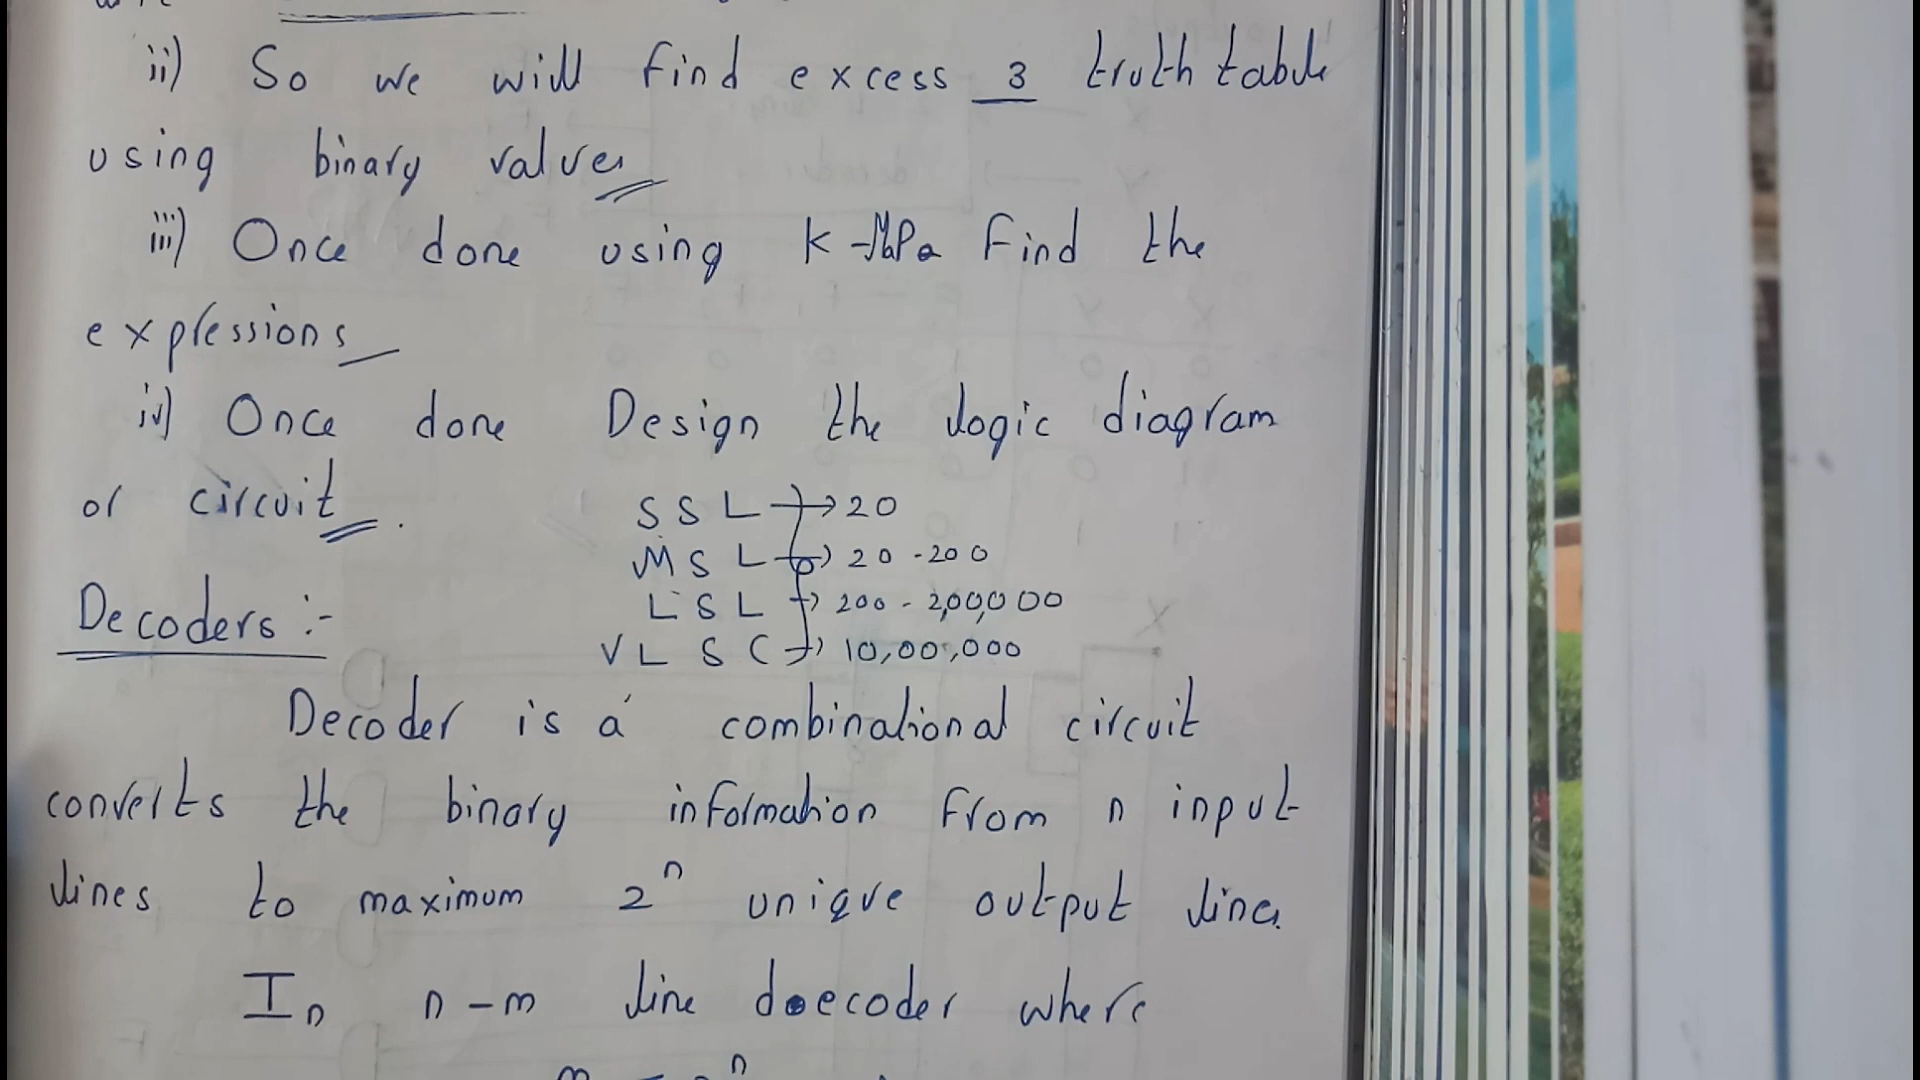 ii) So we will find excess 3 truth table
using binary values
iii) Once done using K-Map find the
expressions
iv) Once done Design the logic diagram
or circuit.
SSL → 20
MSL → 20-200
LSL → 200 - 2,00,000
VLSC → 10,00,000
Decoders :-
Decoder is a combinational circuit
converts the binary information from n input
lines to maximum 2ⁿ unique output lines.
In n-m line decoder where